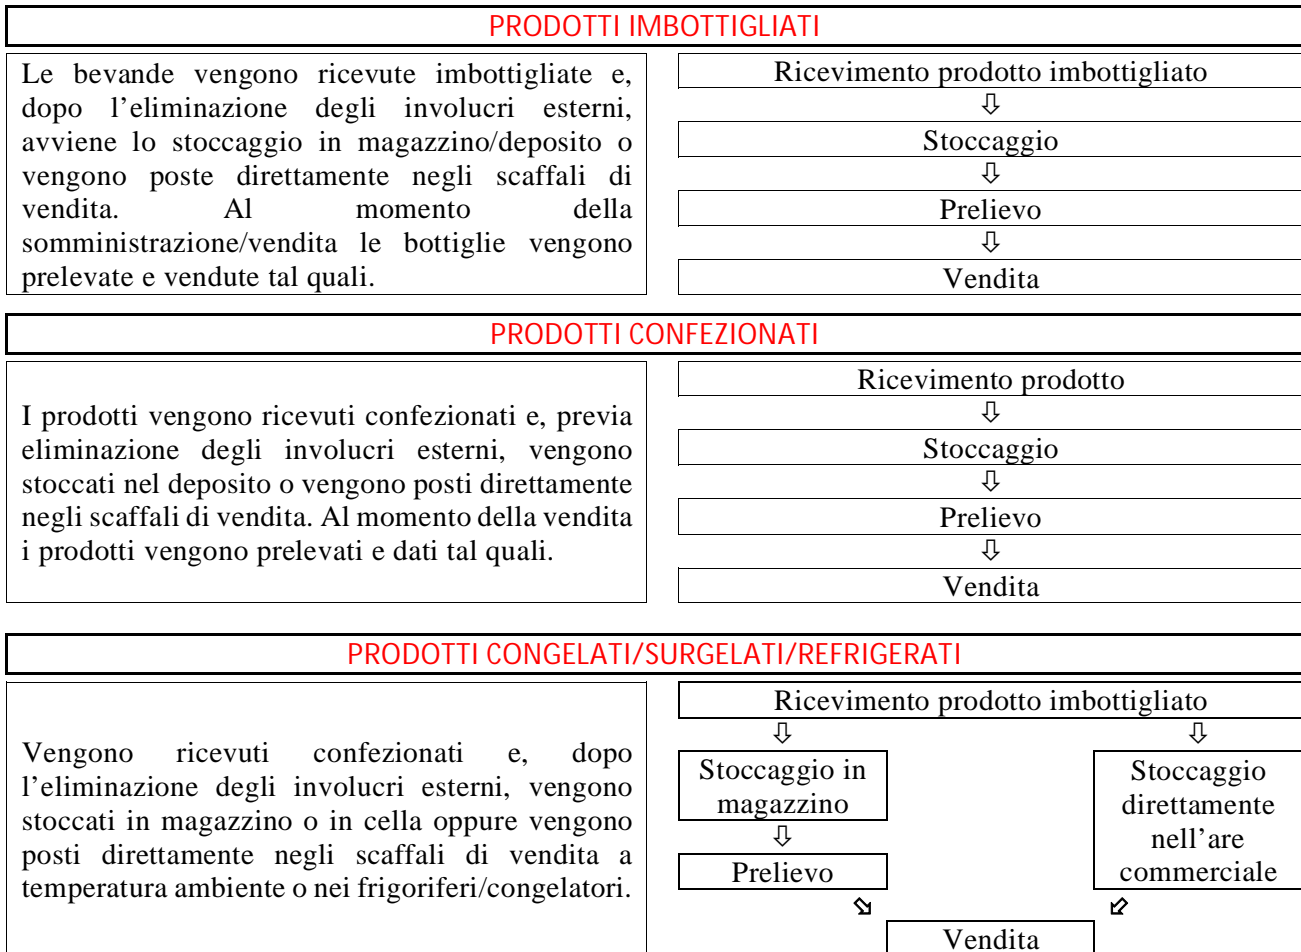 PRODOTTI IMBOTTIGLIATI
Le bevande vengono ricevute imbottigliate e,
dopo l’eliminazione degli involucri esterni,
avviene lo stoccaggio in magazzino/deposito o
vengono poste direttamente negli scaffali di
vendita. Al momento della
somministrazione/vendita le bottiglie vengono
prelevate e vendute tal quali.
Ricevimento prodotto imbottigliato
Stoccaggio
Prelievo
Vendita
PRODOTTI CONFEZIONATI
I prodotti vengono ricevuti confezionati e, previa
eliminazione degli involucri esterni, vengono
stoccati nel deposito o vengono posti direttamente
negli scaffali di vendita. Al momento della vendita
i prodotti vengono prelevati e dati tal quali.
Ricevimento prodotto
Stoccaggio
Prelievo
Vendita
PRODOTTI CONGELATI/SURGELATI/REFRIGERATI
Vengono ricevuti confezionati e, dopo
l’eliminazione degli involucri esterni, vengono
stoccati in magazzino o in cella oppure vengono
posti direttamente negli scaffali di vendita a
temperatura ambiente o nei frigoriferi/congelatori.
Ricevimento prodotto imbottigliato
Stoccaggio in
magazzino
Prelievo
Stoccaggio
direttamente
nell’are
commerciale
Vendita